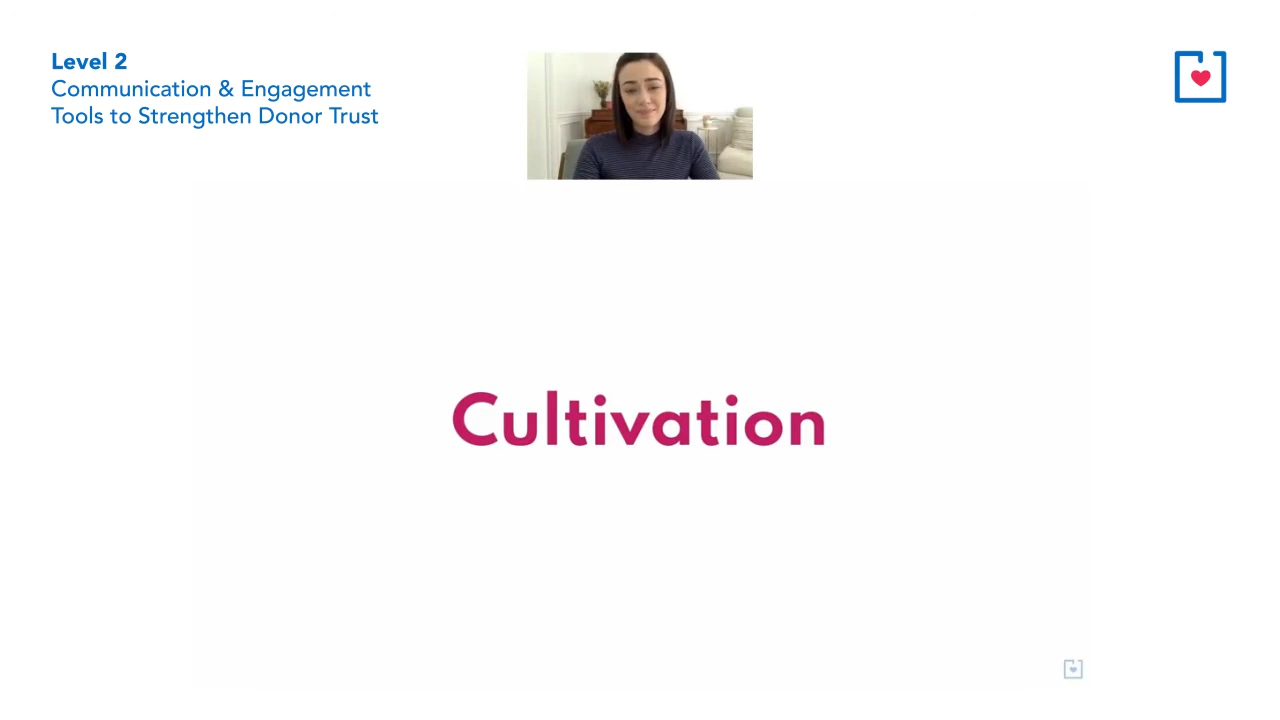 Level 2
Communication & Engagement
Tools to Strengthen Donor Trust
Cultivation